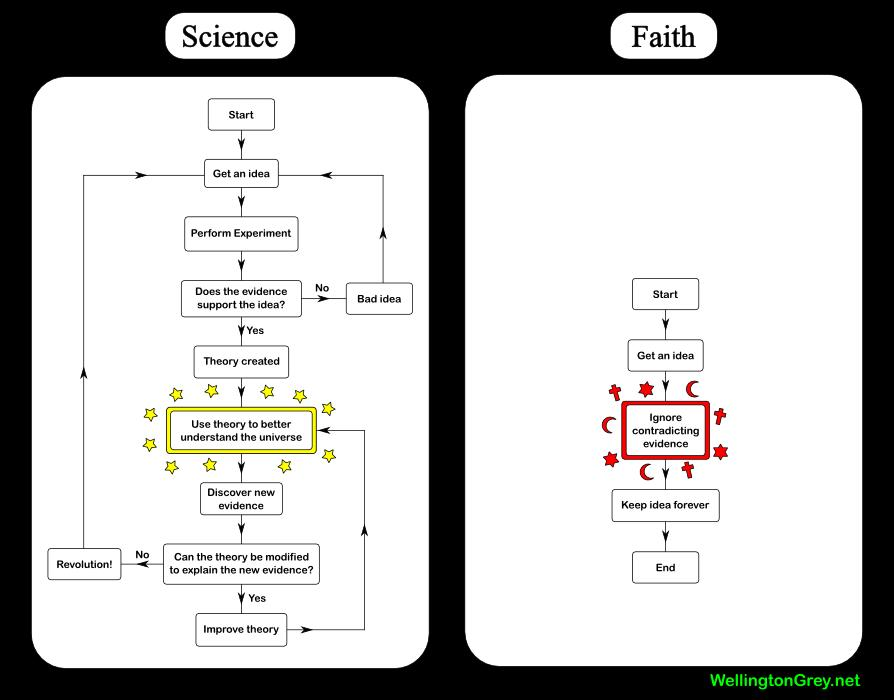 Science
Start
Get an idea
Perform Experiment
Does the evidence
support the idea?
No
Bad idea
Yes
Theory created
Use theory to better
understand the universe
Discover new
evidence
Can the theory be modified
to explain the new evidence?
No
Revolution!
Yes
Improve theory
Faith
Start
Get an idea
Ignore
contradicting
evidence
Keep idea forever
End
WellingtonGrey.net